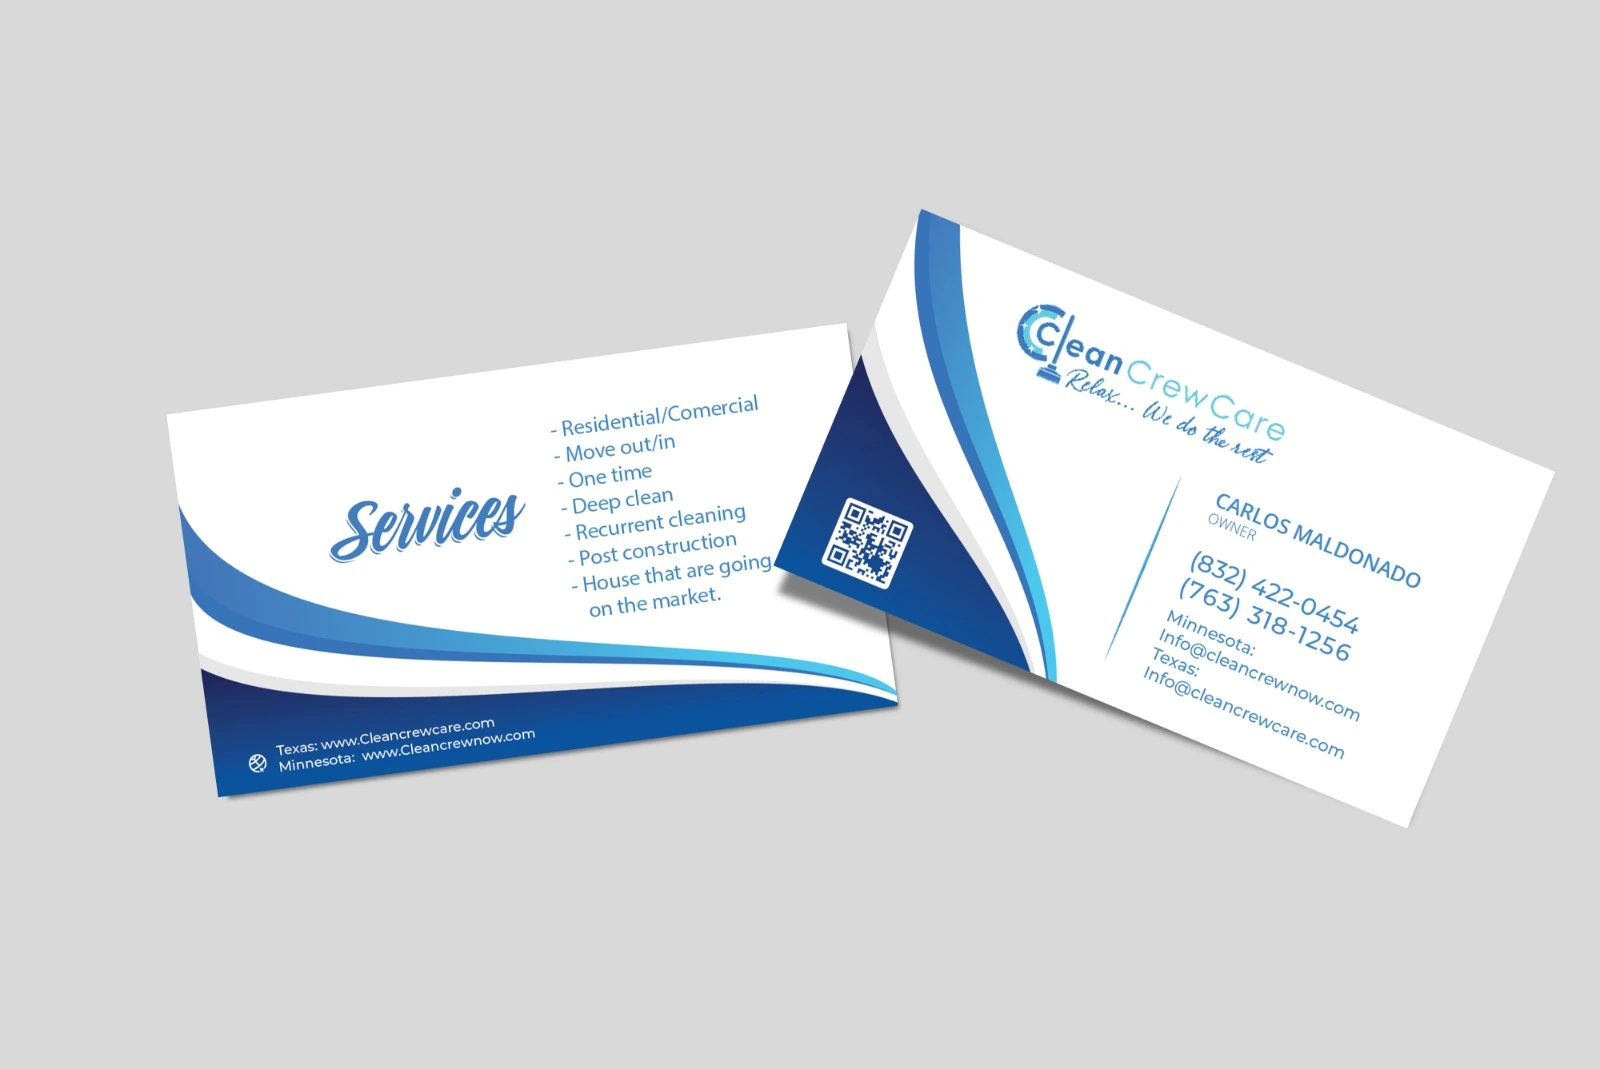 Services
- Residential/Comercial
- Move out/in
- One time
- Deep clean
- Recurrent cleaning
- Post construction
- House that are going
on the market.
Texas: www.Cleancrewcare.com
Minnesota: www.Cleancrewnow.com
Clean CrewCare
Relax... We do the rest
CARLOS MALDONADO
OWNER
(832) 422-0454
(763) 318-1256
Minnesota:
Info@cleancrewnow.com
Texas:
Info@cleancrewcare.com